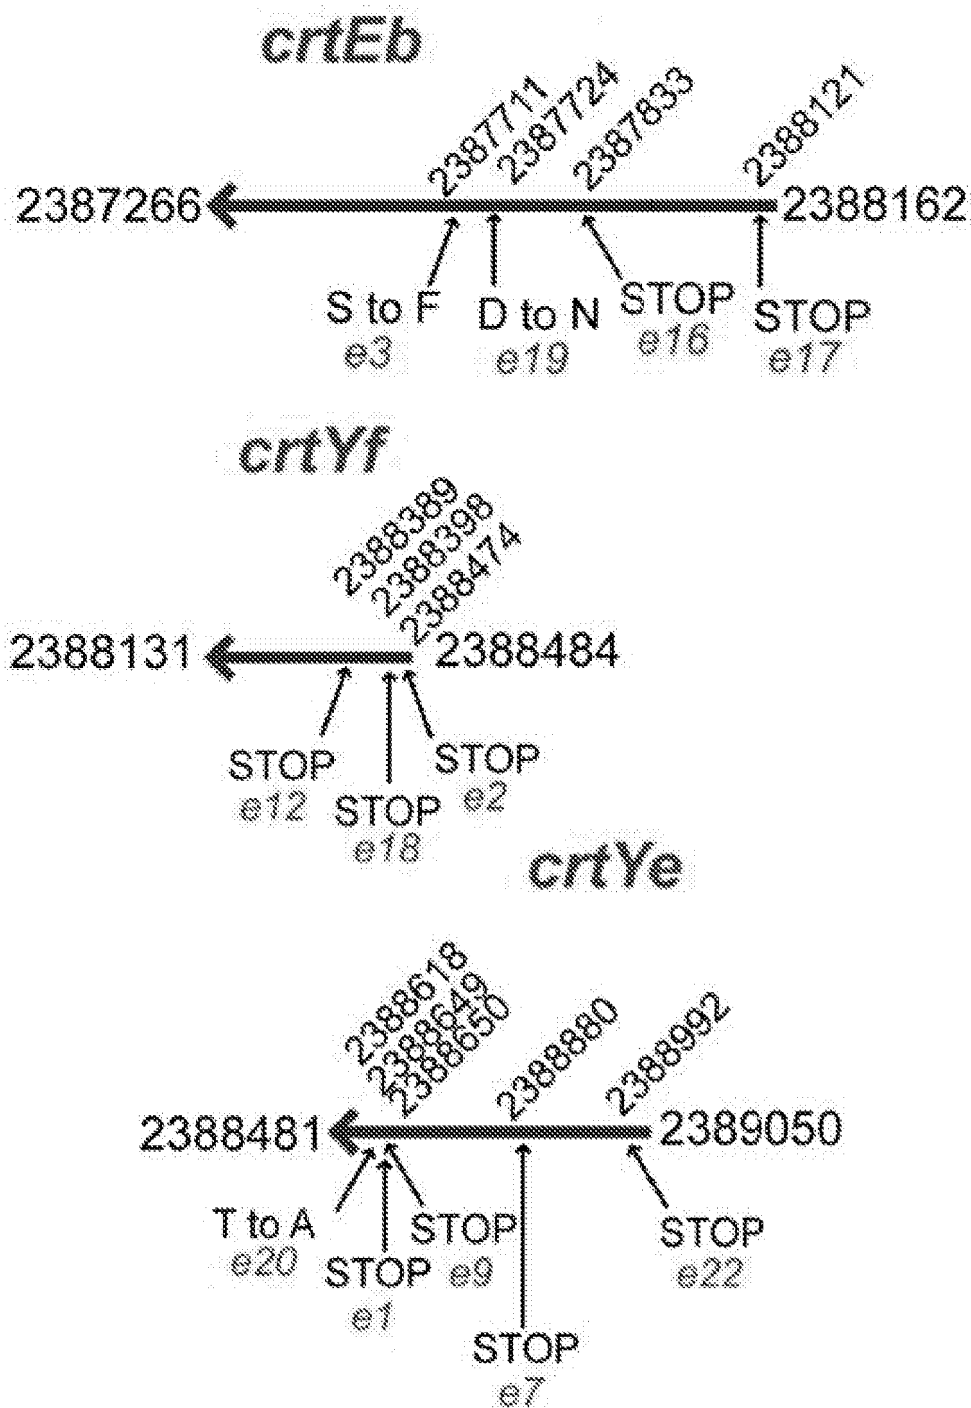 crtEb
2387711
2387724
2387833
2388121
2387266
2388162
S to F
D to N
STOP
STOP
e3
e19
e16
e17
crtYf
2388389
2388398
2388474
2388131
2388484
STOP
STOP
STOP
e12
e18
e2
crtYe
2388618
2388649
2388650
2388880
2388992
2388481
2389050
T to A
STOP
STOP
STOP
STOP
e20
e1
e9
e7
e22